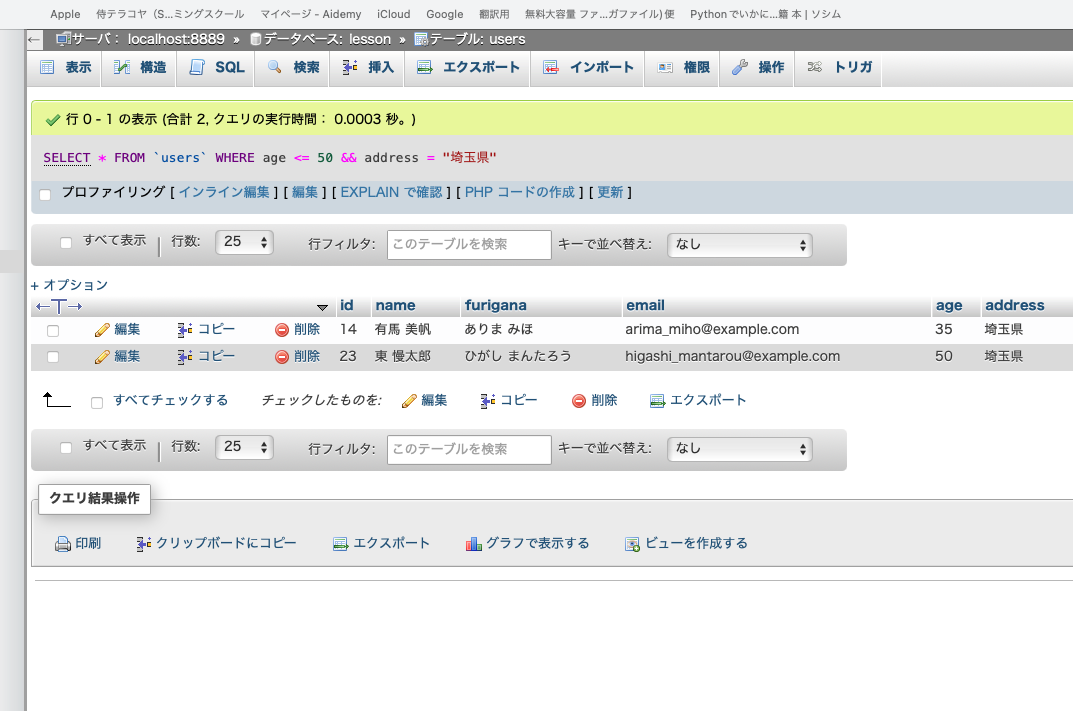 Apple 侍テラコヤ（S...ミングスクール マイページ – Aidemy iCloud Google 翻訳用 無料大容量 ファ...ガファイル) 便 Python でいかに...籍 本 | ソシム
サーバ： localhost:8889 » データベース: lesson » テーブル: users
表示 構造 SQL 検索 挿入 エクスポート インポート 権限 操作 トリガ
行 0 - 1 の表示 (合計 2, クエリの実行時間： 0.0003 秒。)
SELECT * FROM `users` WHERE age <= 50 && address = "埼玉県"
プロファイリング [ インライン編集 ] [ 編集 ] [ EXPLAIN で確認 ] [ PHP コードの作成 ] [ 更新 ]
すべて表示 | 行数: 25 行フィルタ: このテーブルを検索 キーで並べ替え: なし
+ オプション
←T→ id name furigana email age address
編集 コピー 削除 14 有馬 美帆 ありま みほ arima_miho@example.com 35 埼玉県
編集 コピー 削除 23 東 慢太郎 ひがし まんたろう higashi_mantarou@example.com 50 埼玉県
すべてチェックする チェックしたものを: 編集 コピー 削除 エクスポート
すべて表示 | 行数: 25 行フィルタ: このテーブルを検索 キーで並べ替え: なし
クエリ結果操作
印刷 クリップボードにコピー エクスポート グラフで表示する ビューを作成する